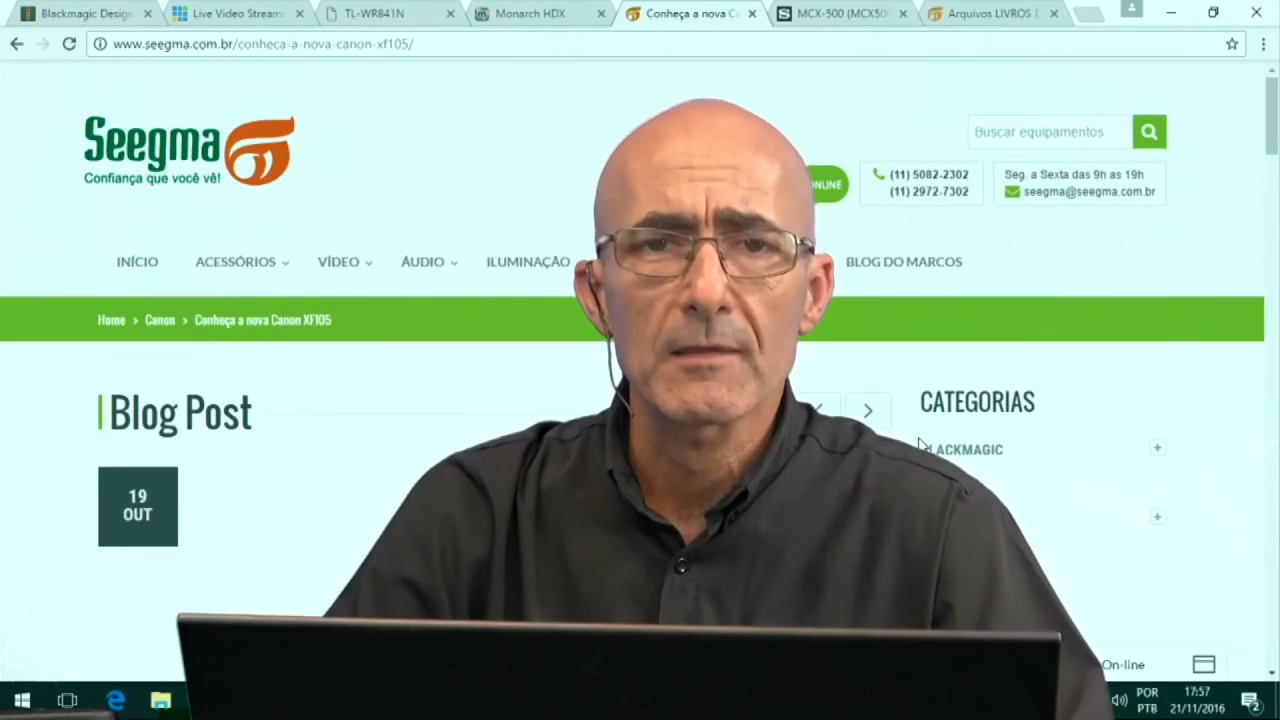 Blackmagic Design
Live Video Streami
TL-WR841N
Monarch HDX
Conheça a nova Ca
MCX-500 (MCX50
Arquivos LIVROS E
www.seegma.com.br/conheca-a-nova-canon-xf105/
Seegma
Confiança que você vê!
Buscar equipamentos
ONLINE
(11) 5082-2302
(11) 2972-7302
Seg. a Sexta das 9h as 19h
seegma@seegma.com.br
INÍCIO
ACESSÓRIOS
VÍDEO
ÁUDIO
ILUMINAÇÃO
BLOG DO MARCOS
Home > Canon > Conheça a nova Canon XF105
Blog Post
CATEGORIAS
LACKMAGIC
19
OUT
On-line
POR
PTB
17:57
21/11/2016
2